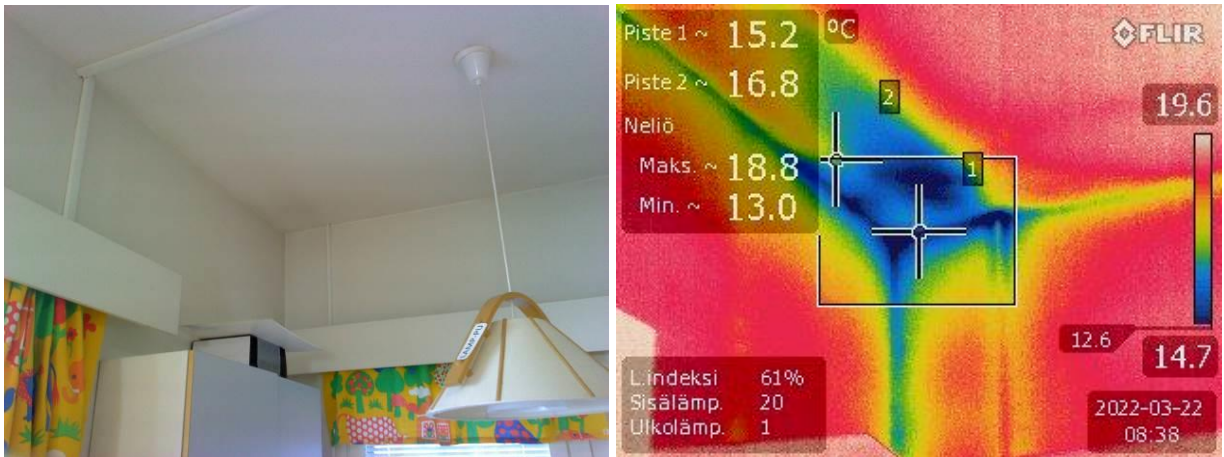 LAMPPU
Piste 1 ~ 15.2 °C
Piste 2 ~ 16.8
Neliö
Maks. ~ 18.8
Min. ~ 13.0
2
1
FLIR
19.6
12.6
14.7
L.indeksi 61%
Sisälämp. 20
Ulkolämp. 1
2022-03-22
08:38